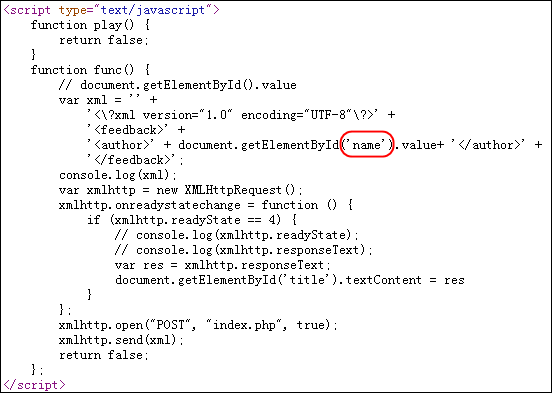 <script type="text/javascript">
    function play() {
        return false;
    }
    function func() {
        // document.getElementById().value
        var xml = '' +
            '<\?xml version="1.0" encoding="UTF-8"\?>' +
            '<feedback>' +
            '<author>' + document.getElementById('name').value+ '</author>' +
            '</feedback>';
        console.log(xml);
        var xmlhttp = new XMLHttpRequest();
        xmlhttp.onreadystatechange = function () {
            if (xmlhttp.readyState == 4) {
                // console.log(xmlhttp.readyState);
                // console.log(xmlhttp.responseText);
                var res = xmlhttp.responseText;
                document.getElementById('title').textContent = res
            }
        };
        xmlhttp.open("POST", "index.php", true);
        xmlhttp.send(xml);
        return false;
    };
</script>